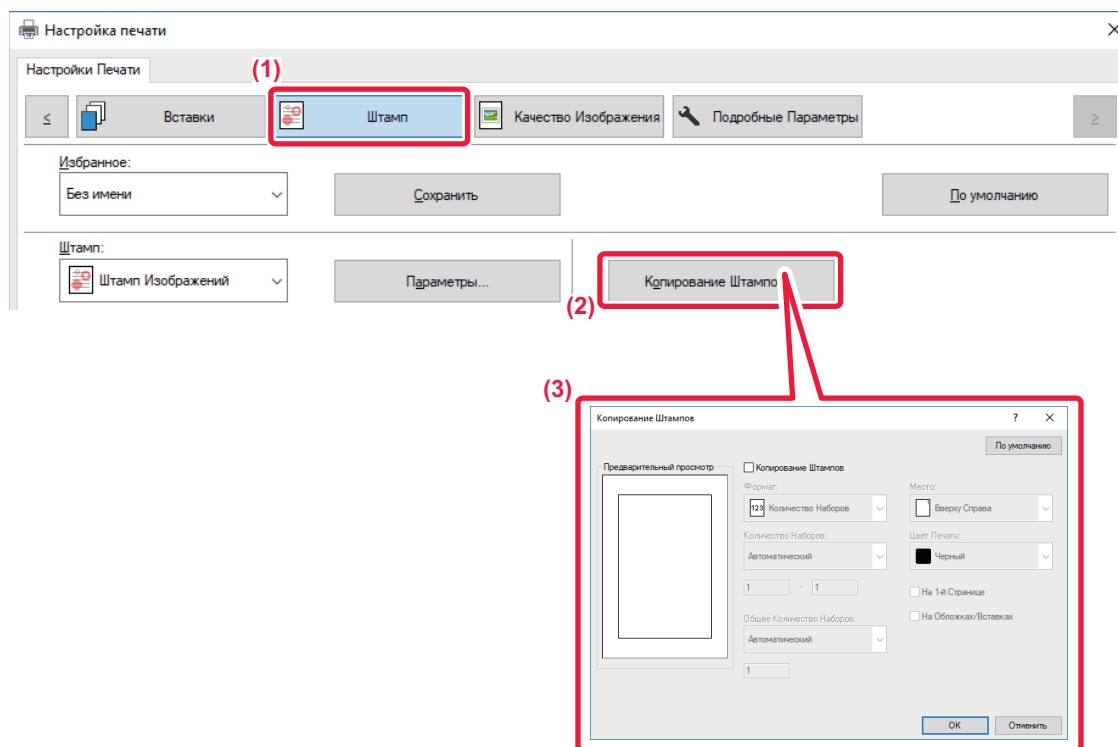 Настройка печати
Настройки Печати
(1)
< Вставки Штамп Качество Изображения Подробные Параметры >
Избранное:
Без имени Сохранить По умолчанию
Штамп:
Штамп Изображений Параметры... Копирование Штампо
(2)
(3)
Копирование Штампов ? X
По умолчанию
Предварительный просмотр Копирование Штампов
Формат: Место:
123 Количество Наборов Вверху Справа
Количество Наборов: Цвет Печати:
Автоматический Черный
1 - 1 На 1-й Странице
Общее Количество Наборов: На Обложках/Вставках
Автоматический
1
OK Отменить